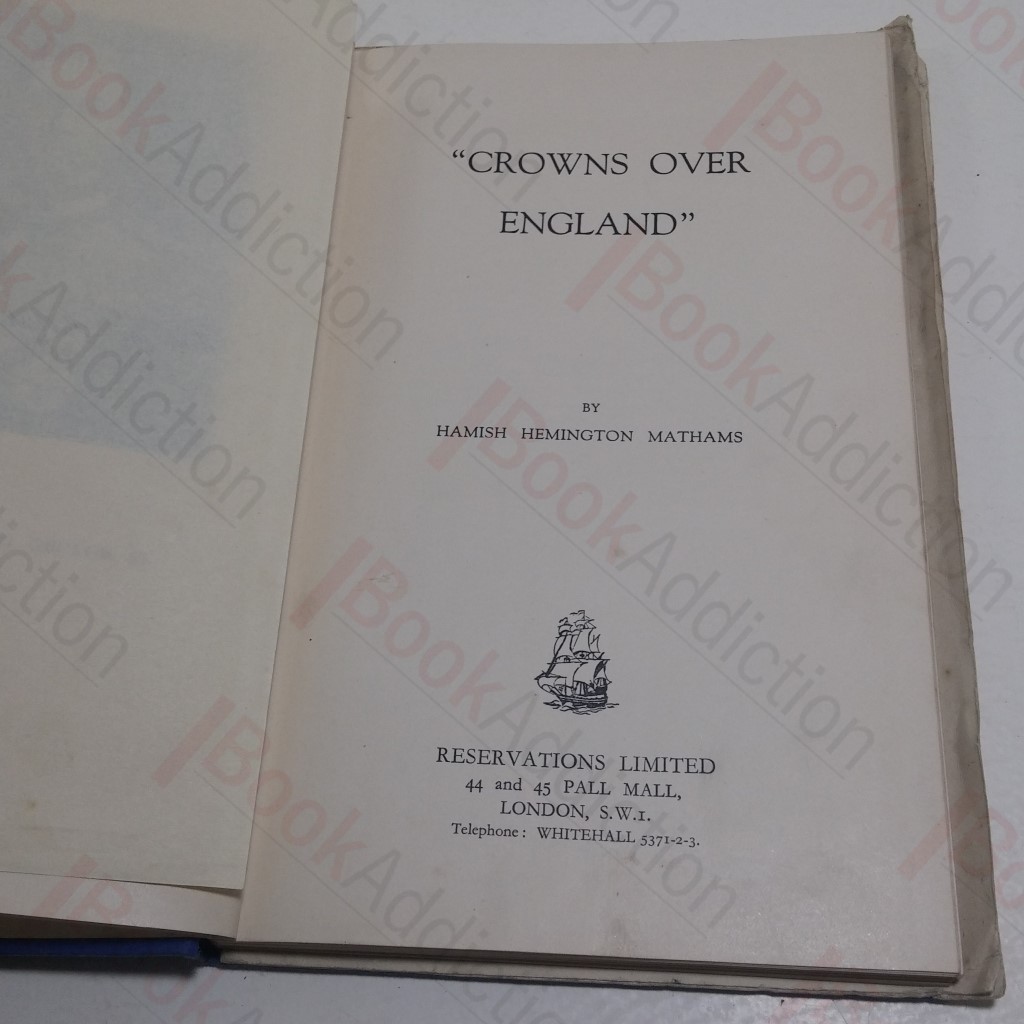 “CROWNS OVER
ENGLAND”
BY
HAMISH HEMINGTON MATHAMS
RESERVATIONS LIMITED
44 and 45 PALL MALL,
LONDON, S.W.1.
Telephone: WHITEHALL 5371-2-3.
BookAddiction